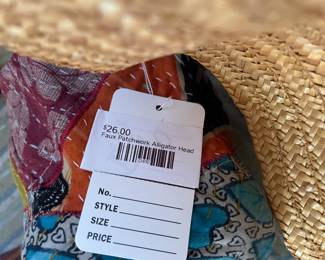 $26.00
Faux Patchwork Alligator Head
No.
STYLE
SIZE
PRICE